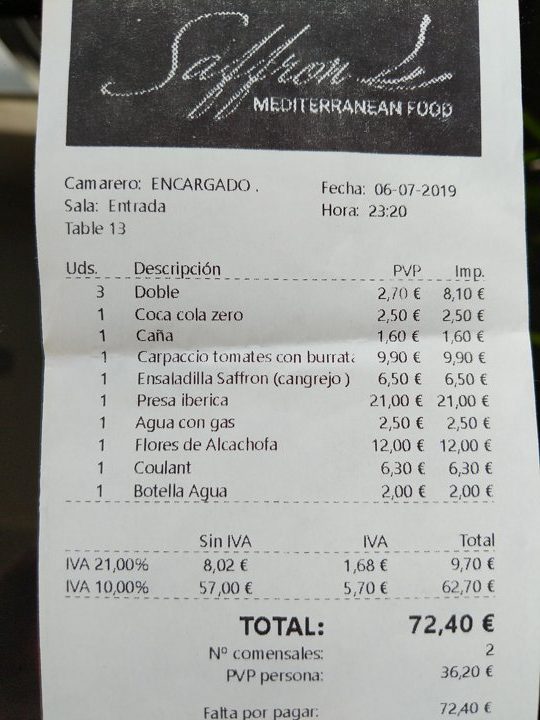 Saffron
MEDITERRANEAN FOOD
Camarero: ENCARGADO .
Fecha: 06-07-2019
Sala: Entrada
Hora: 23:20
Table 13
Uds. Descripción PVP Imp.
3 Doble 2,70 € 8,10 €
1 Coca cola zero 2,50 € 2,50 €
1 Caña 1,60 € 1,60 €
1 Carpaccio tomates con burrata 9,90 € 9,90 €
1 Ensaladilla Saffron (cangrejo ) 6,50 € 6,50 €
1 Presa iberica 21,00 € 21,00 €
1 Agua con gas 2,50 € 2,50 €
1 Flores de Alcachofa 12,00 € 12,00 €
1 Coulant 6,30 € 6,30 €
1 Botella Agua 2,00 € 2,00 €
Sin IVA IVA Total
IVA 21,00% 8,02 € 1,68 € 9,70 €
IVA 10,00% 57,00 € 5,70 € 62,70 €
TOTAL: 72,40 €
Nº comensales: 2
PVP persona: 36,20 €
Falta por pagar: 72,40 €